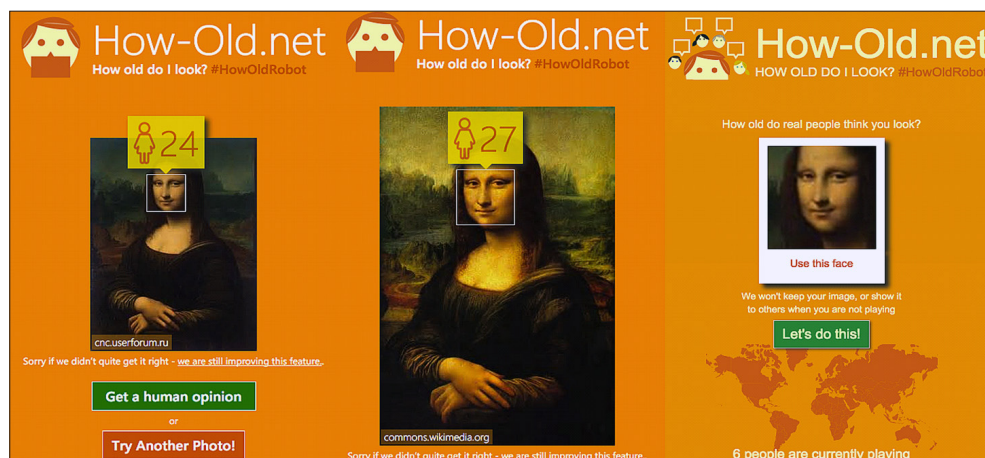 How-Old.net
How old do I look? #HowOldRobot
24
cnc.userforum.ru
Sorry if we didn't quite get it right - we are still improving this feature.
Get a human opinion
or
Try Another Photo!
How-Old.net
How old do I look? #HowOldRobot
27
commons.wikimedia.org
Sorry if we didn't quite get it right - we are still improving this feature
How-Old.net
HOW OLD DO I LOOK? #HowOldRobot
How old do real people think you look?
Use this face
We won't keep your image, or show it
to others when you are not playing
Let's do this!
6 people are currently playing